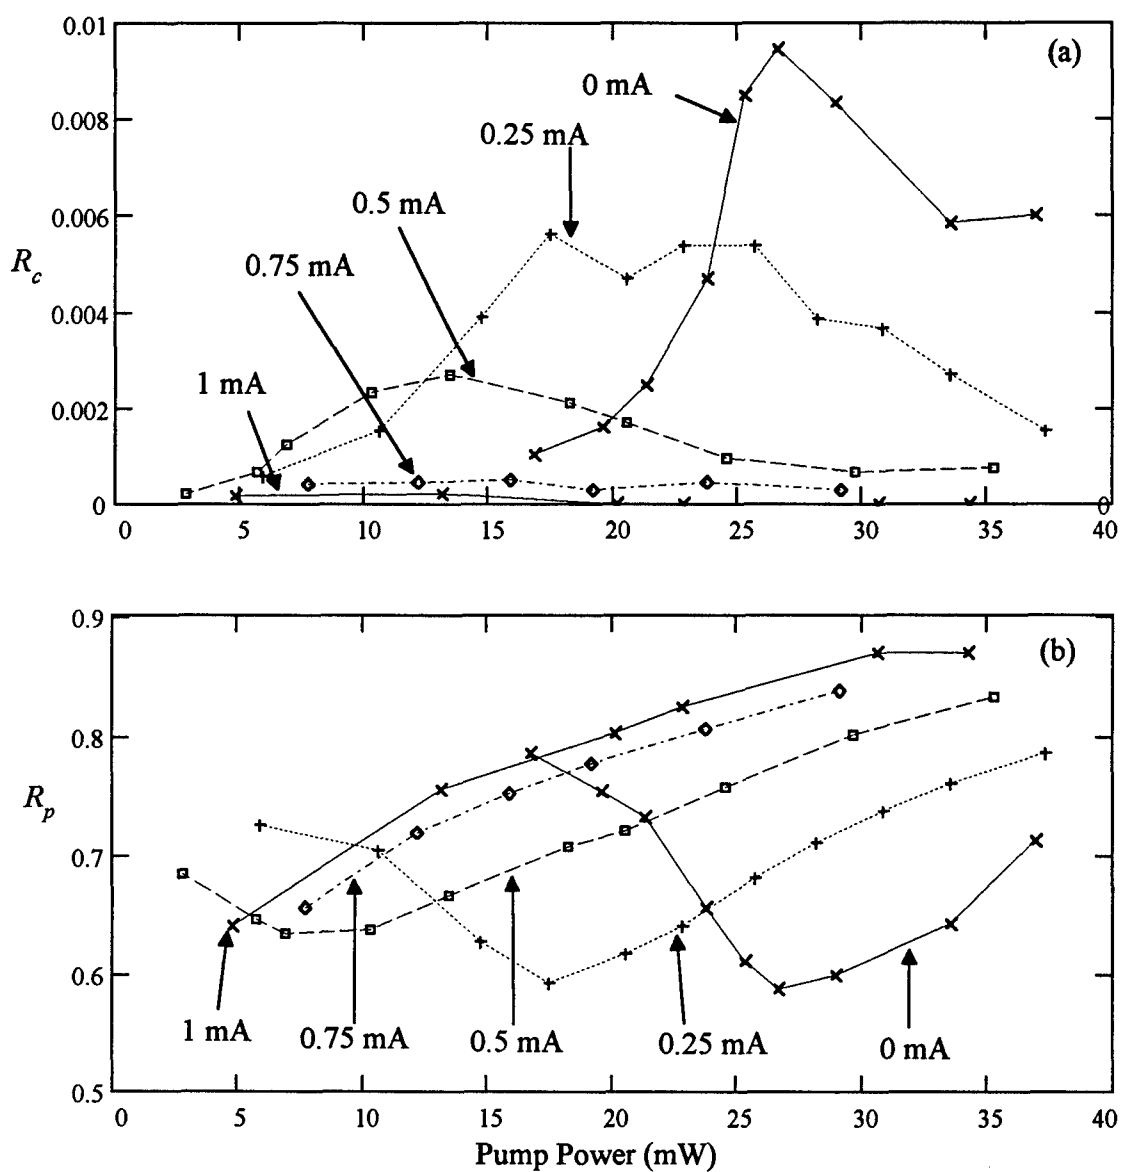 0.01
(a)
0 mA
0.008
0.25 mA
0.5 mA
0.006
R_c
0.75 mA
0.004
1 mA
0.002
0
0
0 5 10 15 20 25 30 35 40
0.9
(b)
0.8
R_p
0.7
0.6
1 mA 0.75 mA 0.5 mA 0.25 mA 0 mA
0.5
0 5 10 15 20 25 30 35 40
Pump Power (mW)